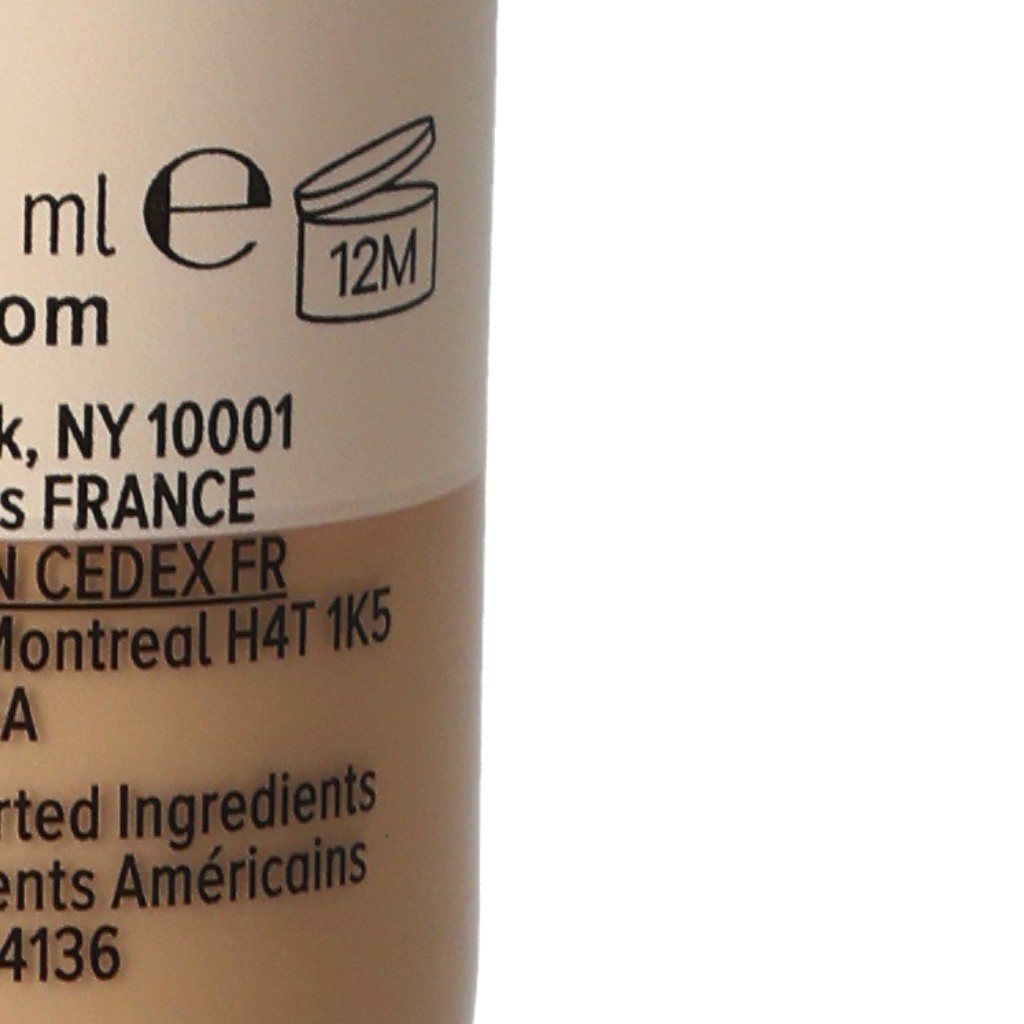 ml e 12M
om
k, NY 10001
s FRANCE
N CEDEX FR
Montreal H4T 1K5
A
rted Ingredients
ents Américains
4136